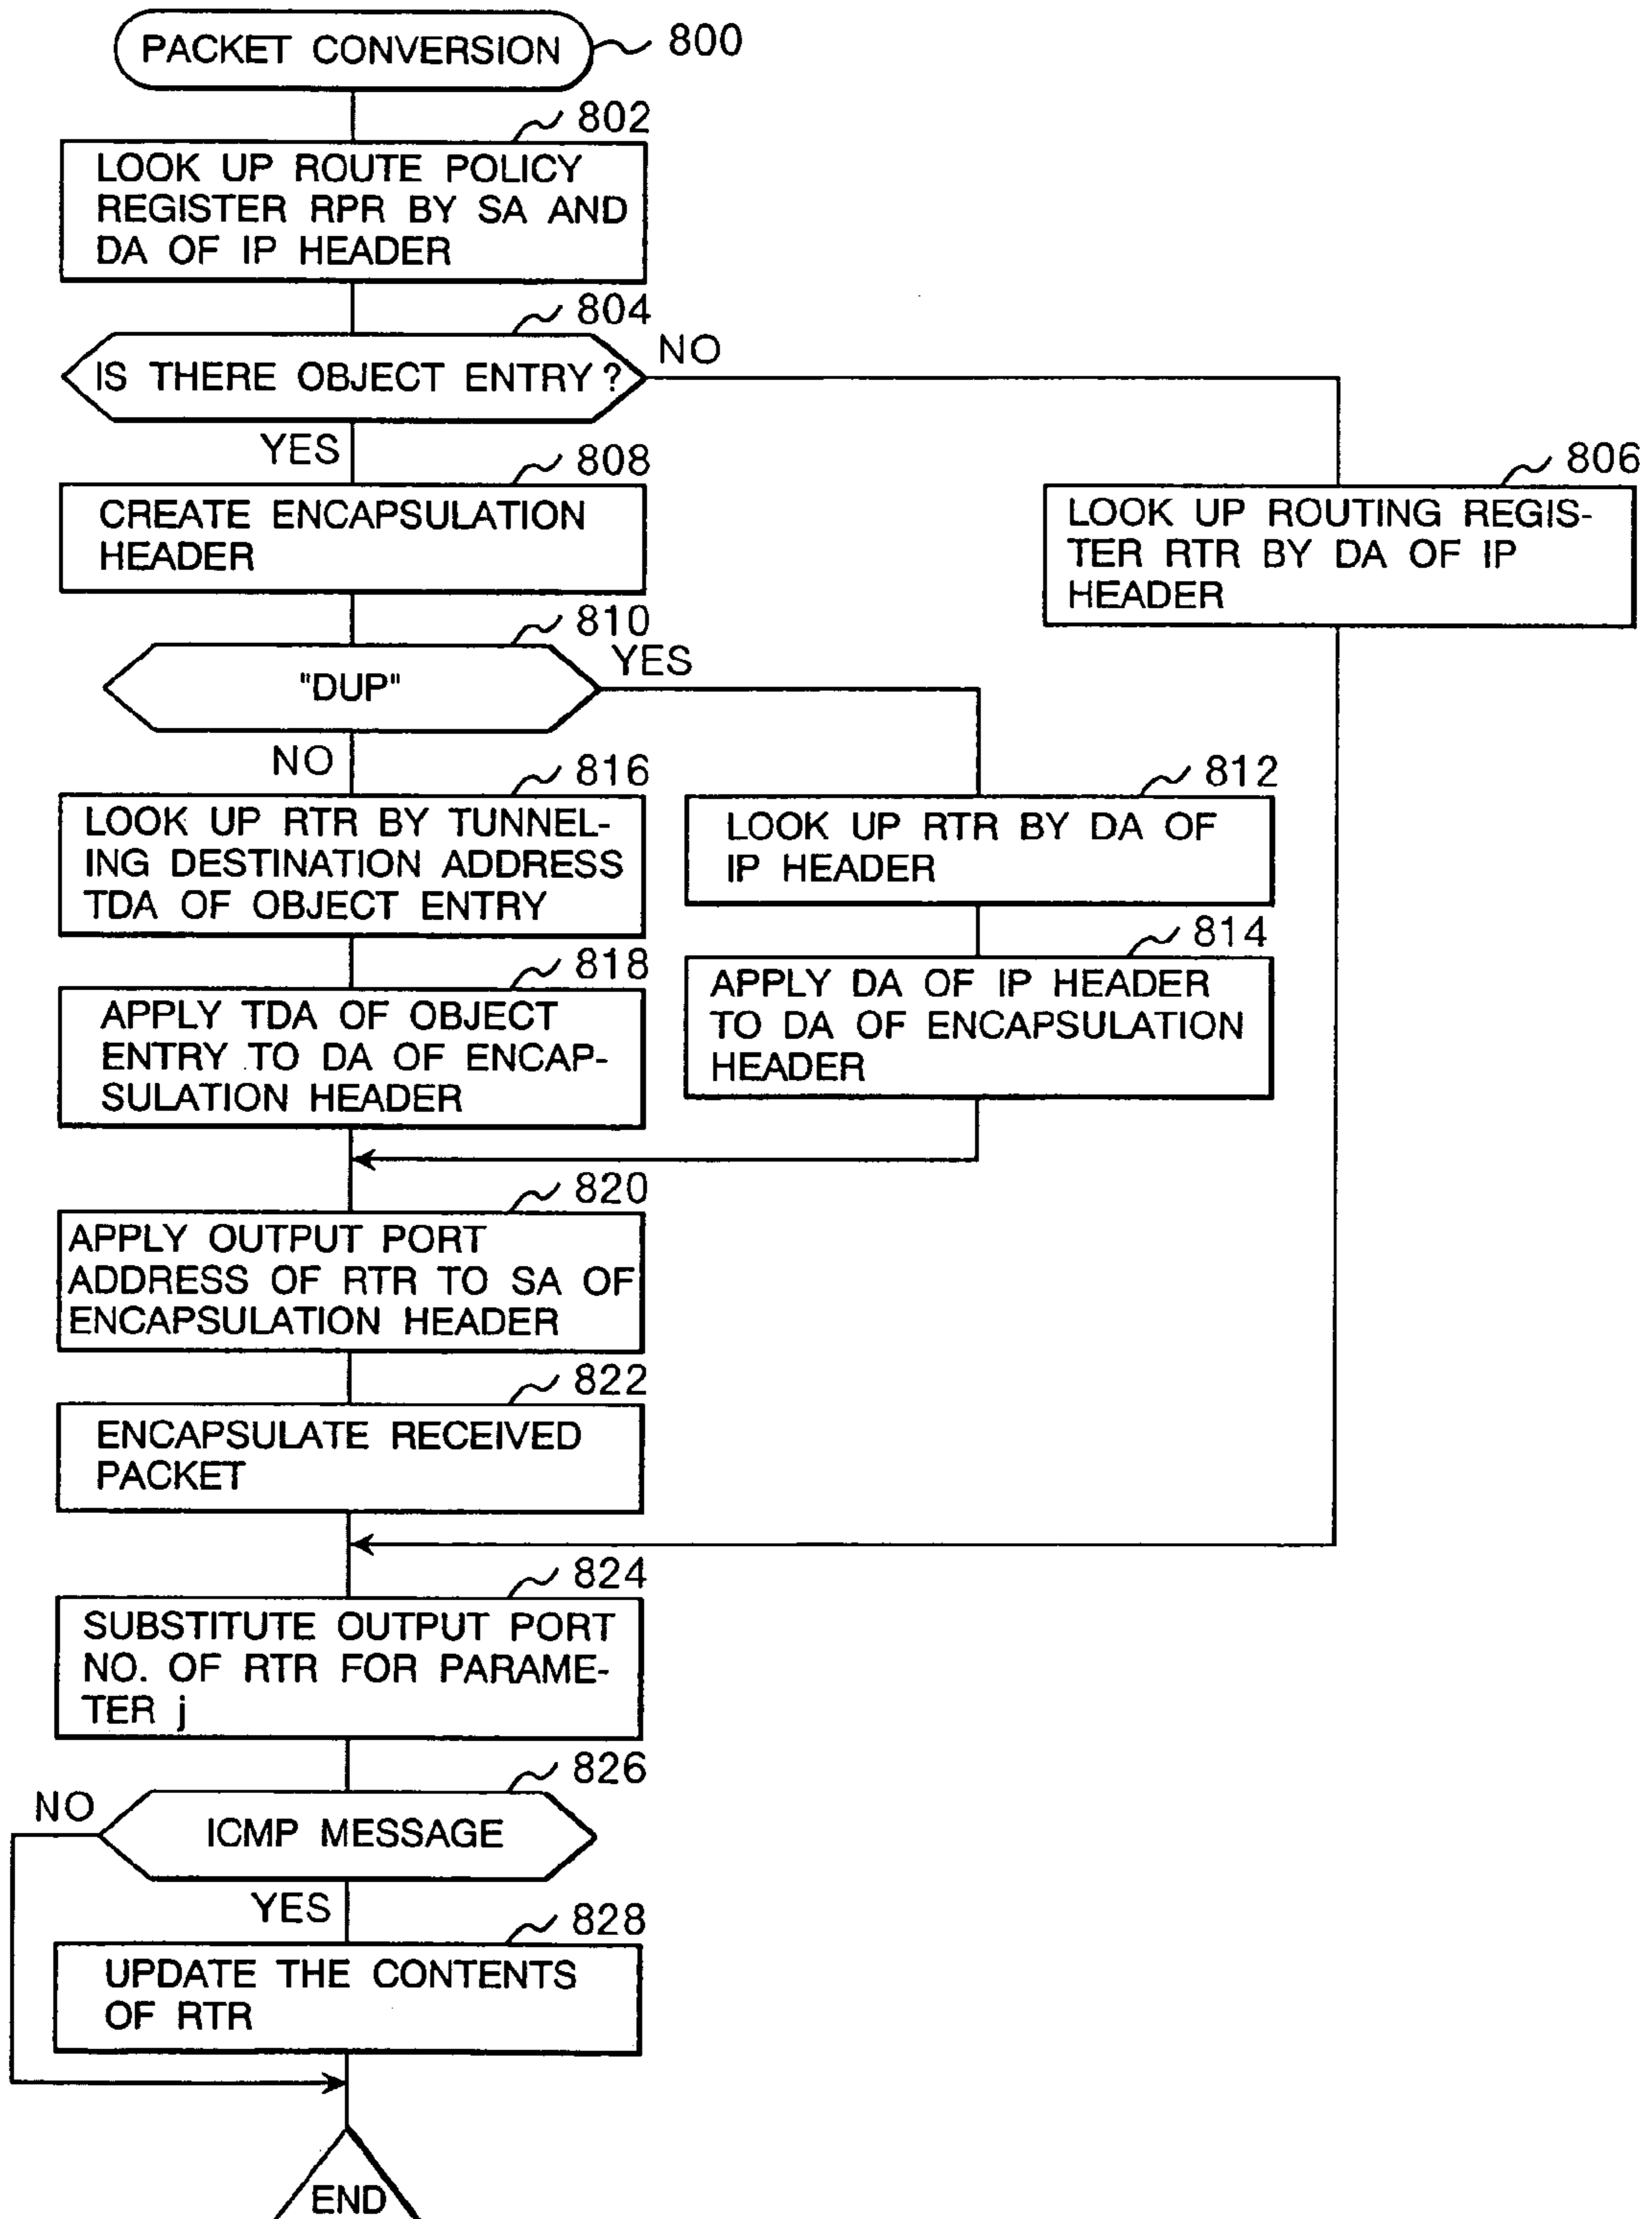 PACKET CONVERSION
800
802
LOOK UP ROUTE POLICY
REGISTER RPR BY SA AND
DA OF IP HEADER
804
IS THERE OBJECT ENTRY?
NO
YES
808
CREATE ENCAPSULATION
HEADER
806
LOOK UP ROUTING REGIS-
TER RTR BY DA OF IP
HEADER
810
"DUP"
YES
NO
816
LOOK UP RTR BY TUNNEL-
ING DESTINATION ADDRESS
TDA OF OBJECT ENTRY
812
LOOK UP RTR BY DA OF
IP HEADER
818
APPLY TDA OF OBJECT
ENTRY TO DA OF ENCAP-
SULATION HEADER
814
APPLY DA OF IP HEADER
TO DA OF ENCAPSULATION
HEADER
820
APPLY OUTPUT PORT
ADDRESS OF RTR TO SA OF
ENCAPSULATION HEADER
822
ENCAPSULATE RECEIVED
PACKET
824
SUBSTITUTE OUTPUT PORT
NO. OF RTR FOR PARAME-
TER j
826
NO
ICMP MESSAGE
YES
828
UPDATE THE CONTENTS
OF RTR
END